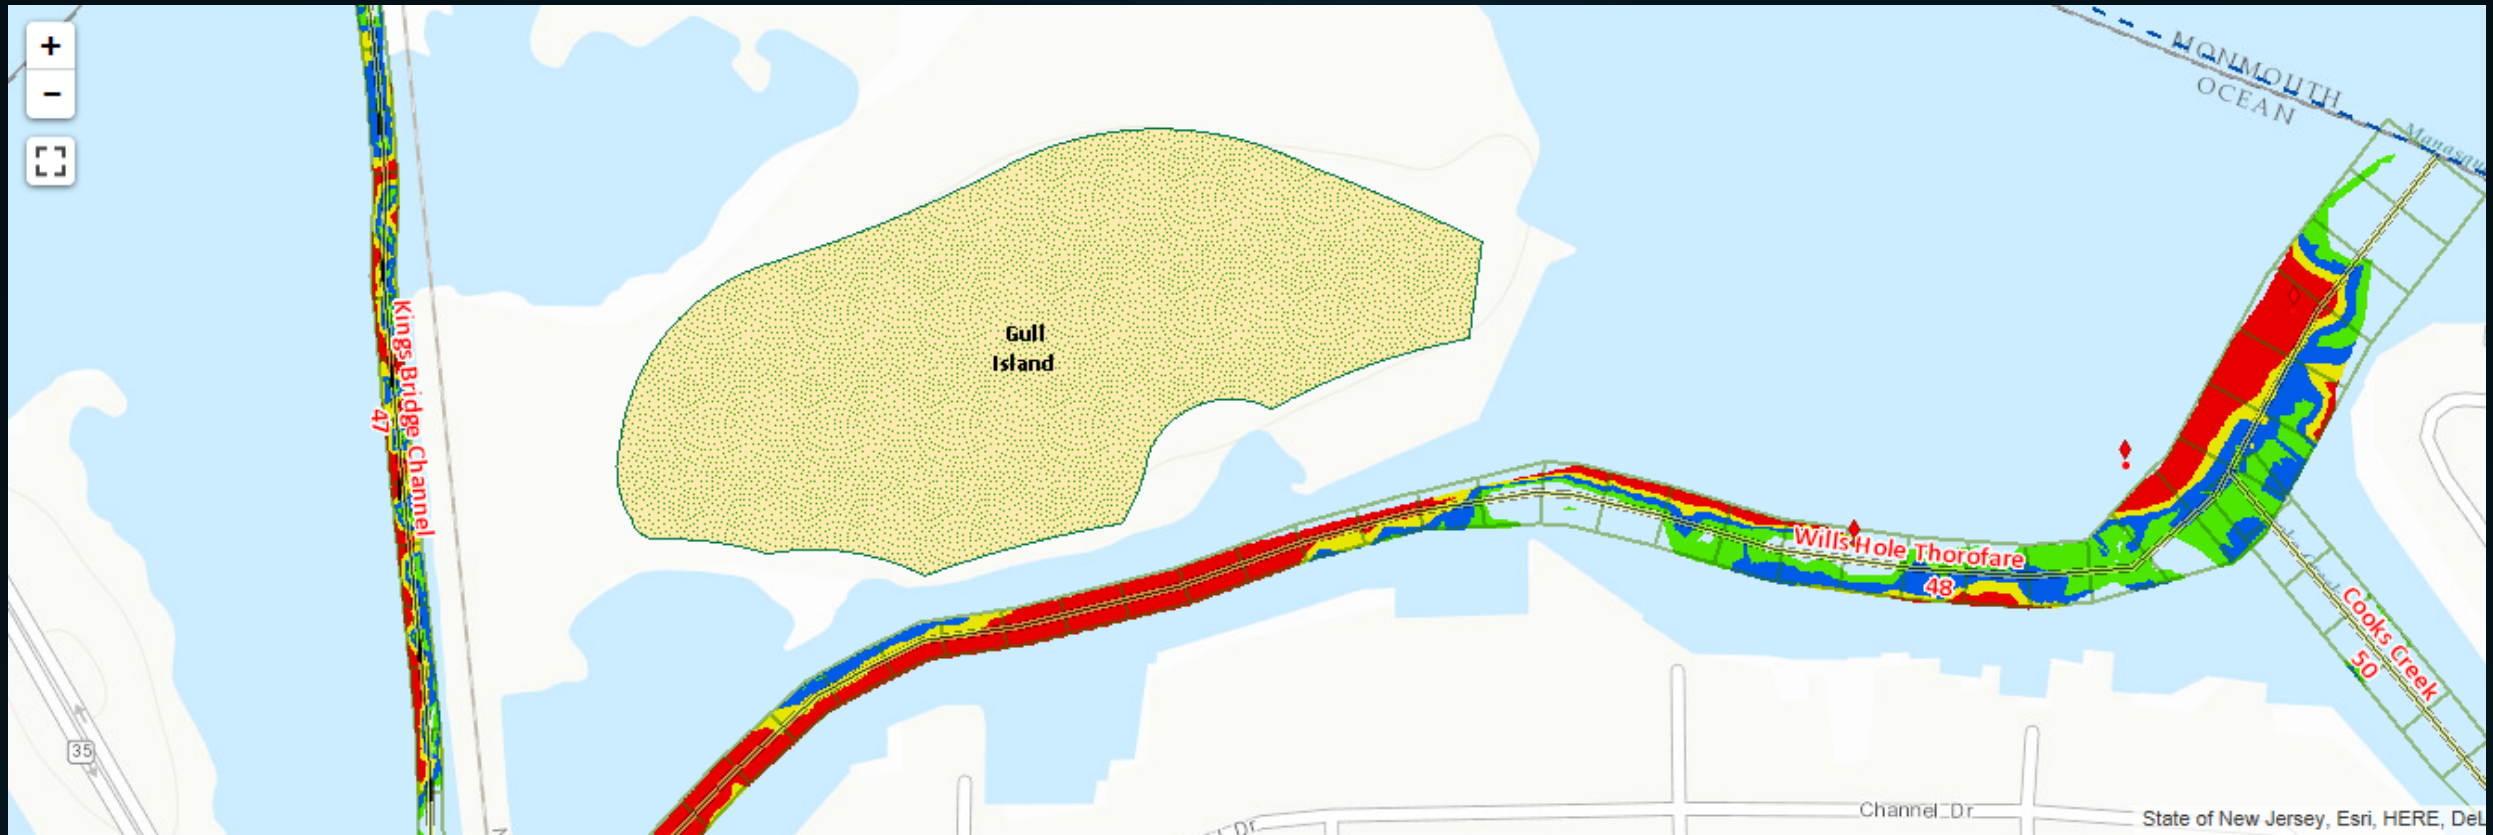 +
−
MONMOUTH
OCEAN
Gull
Island
Kings Bridge Channel
47
Wills Hole Thorofare
48
Cooks Creek
50
35
Channel Dr
Dr
State of New Jersey, Esri, HERE, DeL